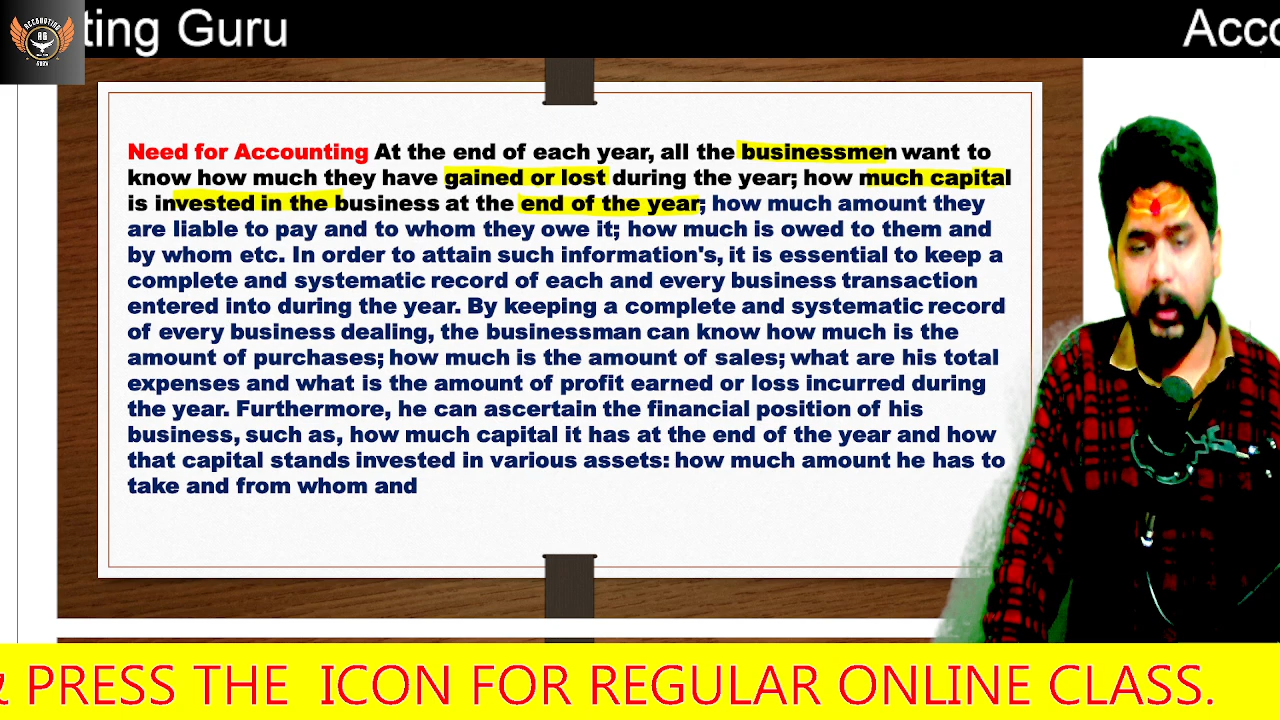 ting Guru
Acco
ACCOUNTING
AG
GURU
Need for Accounting At the end of each year, all the businessmen want to
know how much they have gained or lost during the year; how much capital
is invested in the business at the end of the year; how much amount they
are liable to pay and to whom they owe it; how much is owed to them and
by whom etc. In order to attain such information's, it is essential to keep a
complete and systematic record of each and every business transaction
entered into during the year. By keeping a complete and systematic record
of every business dealing, the businessman can know how much is the
amount of purchases; how much is the amount of sales; what are his total
expenses and what is the amount of profit earned or loss incurred during
the year. Furthermore, he can ascertain the financial position of his
business, such as, how much capital it has at the end of the year and how
that capital stands invested in various assets: how much amount he has to
take and from whom and
& PRESS THE ICON FOR REGULAR ONLINE CLASS.